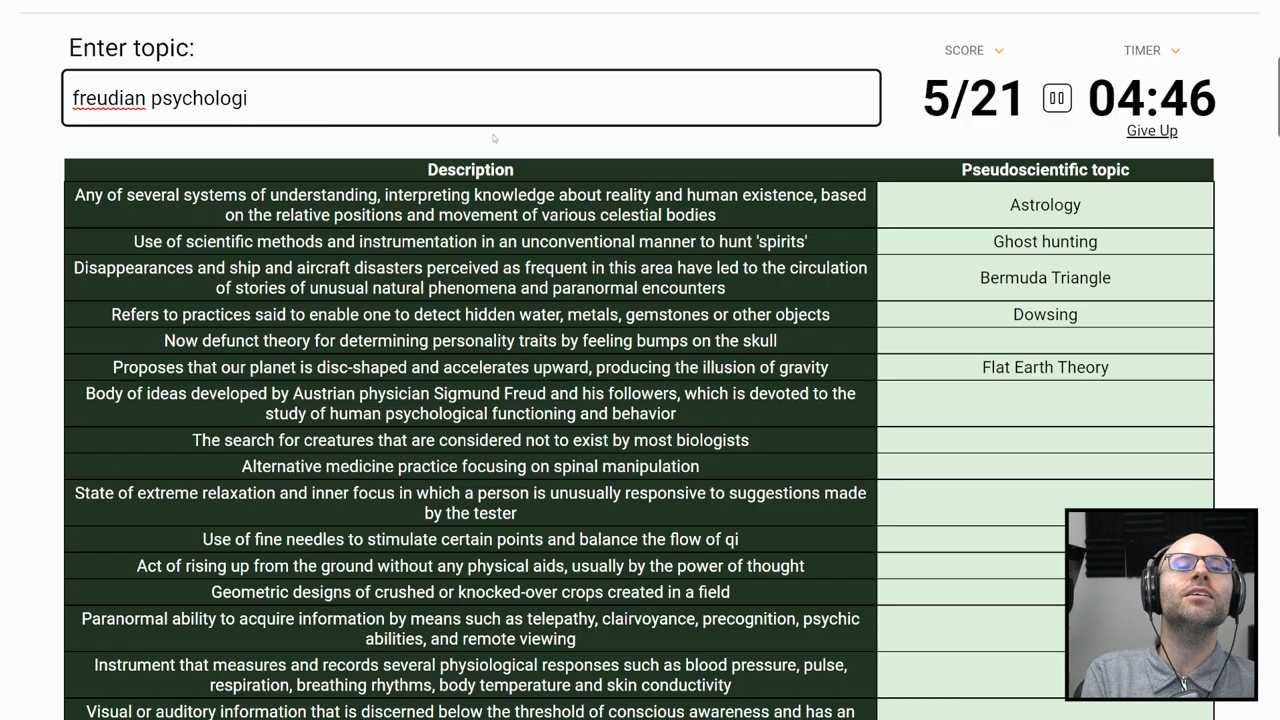 Enter topic:
SCORE
TIMER
freudian psychologi
5/21
04:46
Give Up
Description
Pseudoscientific topic
Any of several systems of understanding, interpreting knowledge about reality and human existence, based
on the relative positions and movement of various celestial bodies
Astrology
Use of scientific methods and instrumentation in an unconventional manner to hunt 'spirits'
Ghost hunting
Disappearances and ship and aircraft disasters perceived as frequent in this area have led to the circulation
of stories of unusual natural phenomena and paranormal encounters
Bermuda Triangle
Refers to practices said to enable one to detect hidden water, metals, gemstones or other objects
Dowsing
Now defunct theory for determining personality traits by feeling bumps on the skull
Proposes that our planet is disc-shaped and accelerates upward, producing the illusion of gravity
Flat Earth Theory
Body of ideas developed by Austrian physician Sigmund Freud and his followers, which is devoted to the
study of human psychological functioning and behavior
The search for creatures that are considered not to exist by most biologists
Alternative medicine practice focusing on spinal manipulation
State of extreme relaxation and inner focus in which a person is unusually responsive to suggestions made
by the tester
Use of fine needles to stimulate certain points and balance the flow of qi
Act of rising up from the ground without any physical aids, usually by the power of thought
Geometric designs of crushed or knocked-over crops created in a field
Paranormal ability to acquire information by means such as telepathy, clairvoyance, precognition, psychic
abilities, and remote viewing
Instrument that measures and records several physiological responses such as blood pressure, pulse,
respiration, breathing rhythms, body temperature and skin conductivity
Visual or auditory information that is discerned below the threshold of conscious awareness and has an